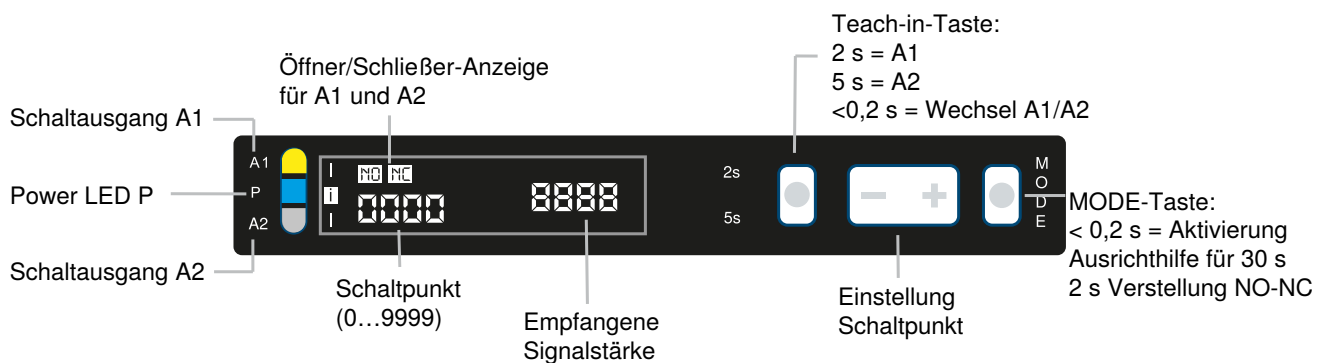 Teach-in-Taste:
2 s = A1
5 s = A2
<0,2 s = Wechsel A1/A2
Öffner/Schließer-Anzeige
für A1 und A2
Schaltausgang A1
Power LED P
Schaltausgang A2
A1
P
A2
I
i
I
NO NC
0000
8888
2s
5s
− +
MODE
MODE-Taste:
< 0,2 s = Aktivierung
Ausrichthilfe für 30 s
2 s Verstellung NO-NC
Schaltpunkt
(0…9999)
Empfangene
Signalstärke
Einstellung
Schaltpunkt